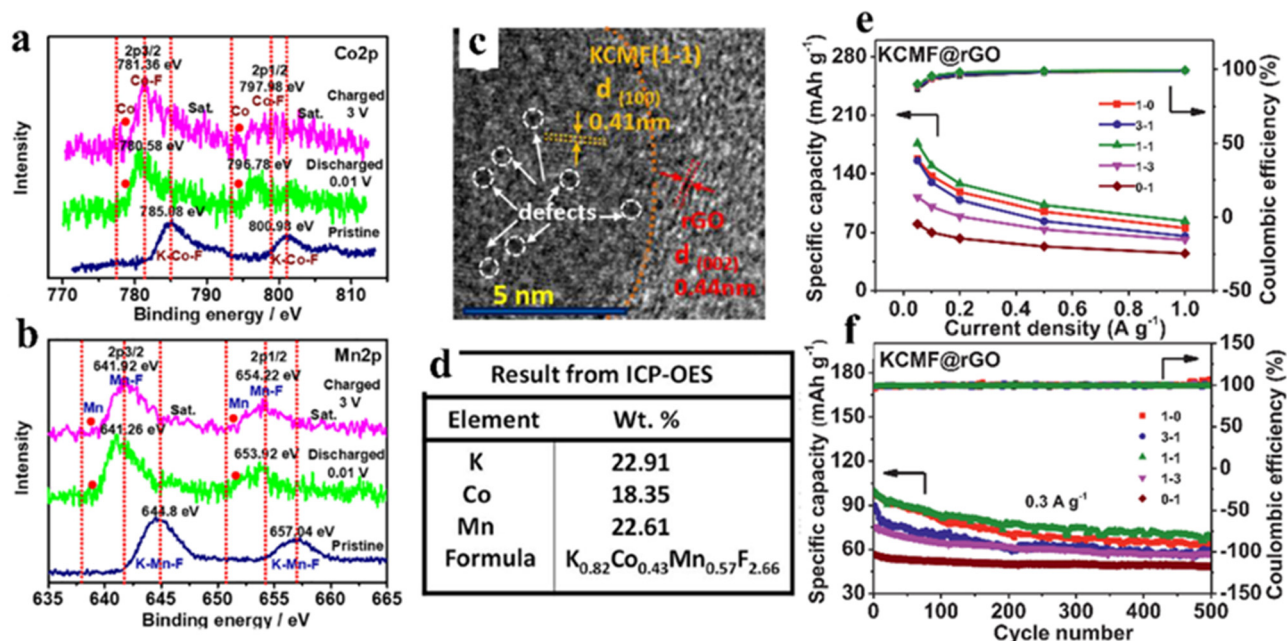 a
Co2p
2p3/2
781.36 eV
Co-F
2p1/2
797.98 eV
Co-F
Co
Sat.
Co
Sat.
Charged
3 V
780.58 eV
796.78 eV
Discharged
0.01 V
785.08 eV
800.98 eV
Pristine
K-Co-F
K-Co-F
Intensity
770 780 790 800 810
Binding energy / eV
b
Mn2p
2p3/2
641.92 eV
Mn-F
2p1/2
654.22 eV
Mn-F
Mn
Sat.
Mn
Sat.
Charged
3 V
641.26 eV
653.92 eV
Discharged
0.01 V
644.8 eV
657.04 eV
Pristine
K-Mn-F
K-Mn-F
Intensity
635 640 645 650 655 660 665
Binding energy / eV
c
KCMF(1-1)
d (100)
0.41nm
defects
rGO
d (002)
0.44nm
5 nm
d
Result from ICP-OES
Element Wt. %
K 22.91
Co 18.35
Mn 22.61
Formula K0.82Co0.43Mn0.57F2.66
e
KCMF@rGO
280
210
140
70
0
Specific capacity (mAh g-1)
100
50
0
-50
Coulombic efficiency (%)
1-0
3-1
1-1
1-3
0-1
0.0 0.2 0.4 0.6 0.8 1.0
Current density (A g-1)
f
KCMF@rGO
180
150
120
90
60
30
Specific capacity (mAh g-1)
150
100
50
0
-50
-100
-150
Coulombic efficiency (%)
1-0
3-1
1-1
1-3
0-1
0.3 A g-1
0 100 200 300 400 500
Cycle number